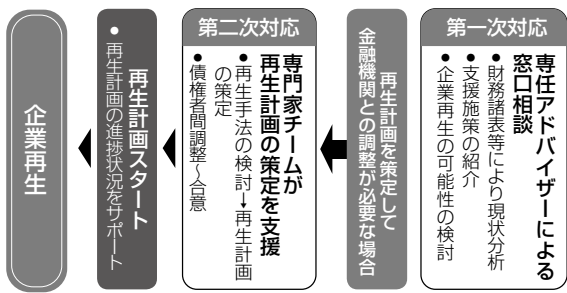 第一次対応
専任アドバイザーによる
窓口相談
●財務諸表等により現状分析
●支援施策の紹介
●企業再生の可能性の検討
再生計画を策定して
金融機関との調整が必要な場合
第二次対応
専門家チームが
再生計画の策定を支援
●再生手法の検討→再生計画
の策定
●債権者間調整～合意
再生計画スタート
●再生計画の進捗状況をサポート
企業再生